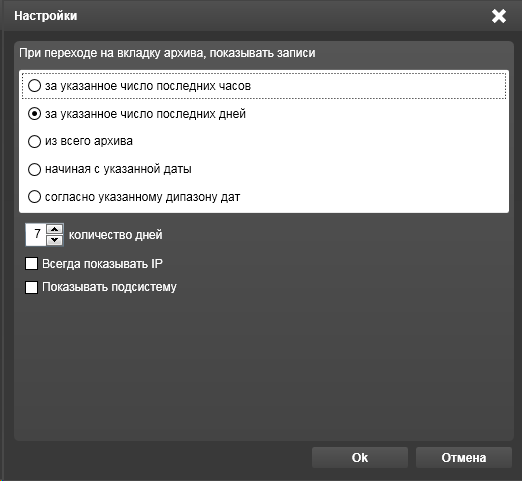 Настройки
При переходе на вкладку архива, показывать записи
за указанное число последних часов
за указанное число последних дней
из всего архива
начиная с указанной даты
согласно указанному дипазону дат
7 количество дней
Всегда показывать IP
Показывать подсистему
Ok Отмена